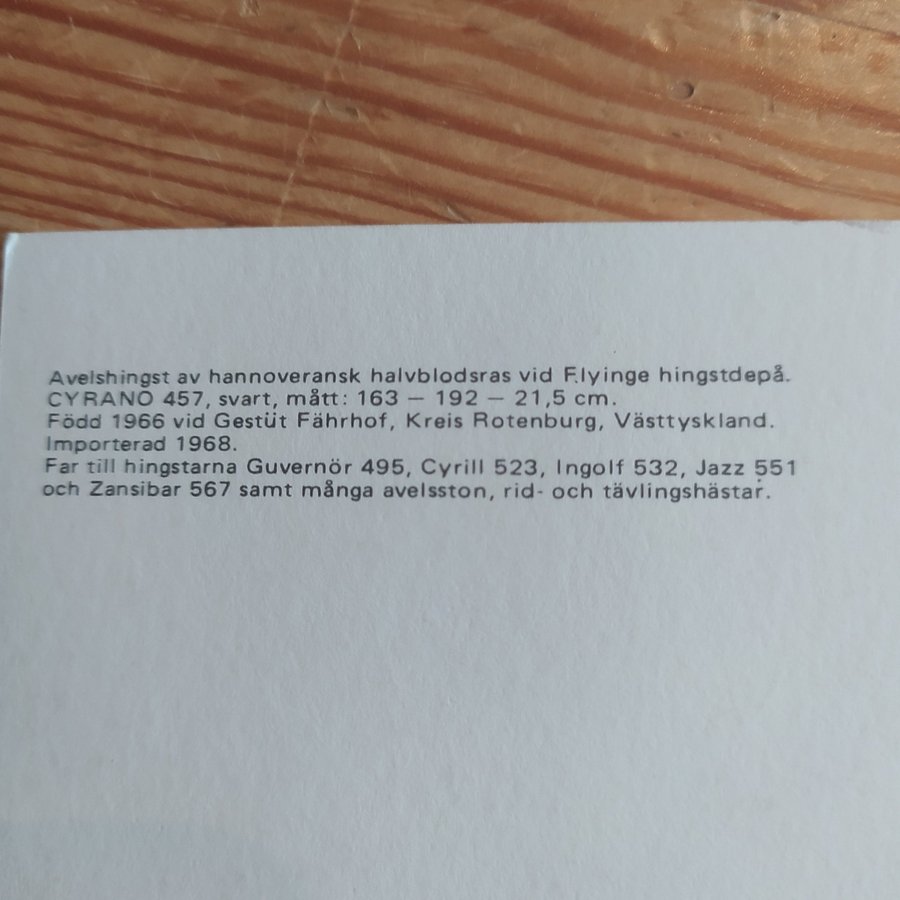 Avelshingst av hannoveransk halvblodsras vid F.lyinge hingstdepå.
CYRANO 457, svart, mått: 163 – 192 – 21,5 cm.
Född 1966 vid Gestüt Fährhof, Kreis Rotenburg, Västtyskland.
Importerad 1968.
Far till hingstarna Guvernör 495, Cyrill 523, Ingolf 532, Jazz 551
och Zansibar 567 samt många avelsston, rid- och tävlingshästar.